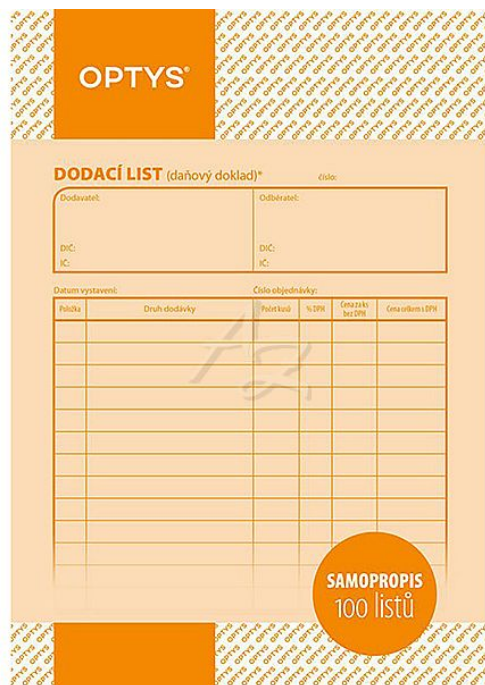 OPTYS®
DODACÍ LIST (daňový doklad)* číslo:
Dodavatel: Odběratel:
DIČ: DIČ:
IČ: IČ:
Datum vystavení: Číslo objednávky:
Položka Druh dodávky Počet kusů % DPH Cena za ks bez DPH Cena celkem s DPH
SAMOPROPIS
100 listů